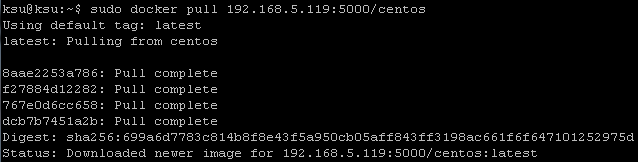 ksu@ksu:~$ sudo docker pull 192.168.5.119:5000/centos
Using default tag: latest
latest: Pulling from centos
8aae2253a786: Pull complete
f27884d12282: Pull complete
767e0d6cc658: Pull complete
dcb7b7451a2b: Pull complete
Digest: sha256:699a6d7783c814b8f8e43f5a950cb05aff843ff3198ac661f6f647101252975d
Status: Downloaded newer image for 192.168.5.119:5000/centos:latest